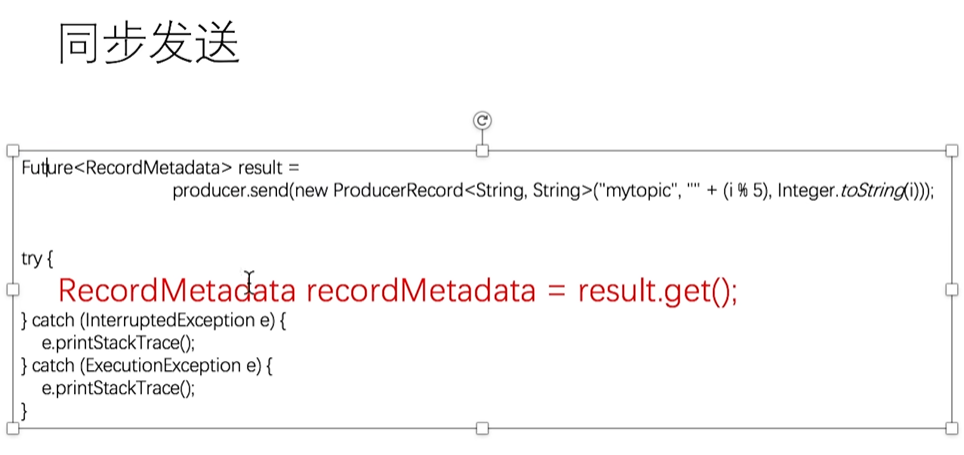 同步发送
Future<RecordMetadata> result =
producer.send(new ProducerRecord<String, String>("mytopic", "" + (i % 5), Integer.toString(i)));
try {
RecordMetadata recordMetadata = result.get();
} catch (InterruptedException e) {
e.printStackTrace();
} catch (ExecutionException e) {
e.printStackTrace();
}